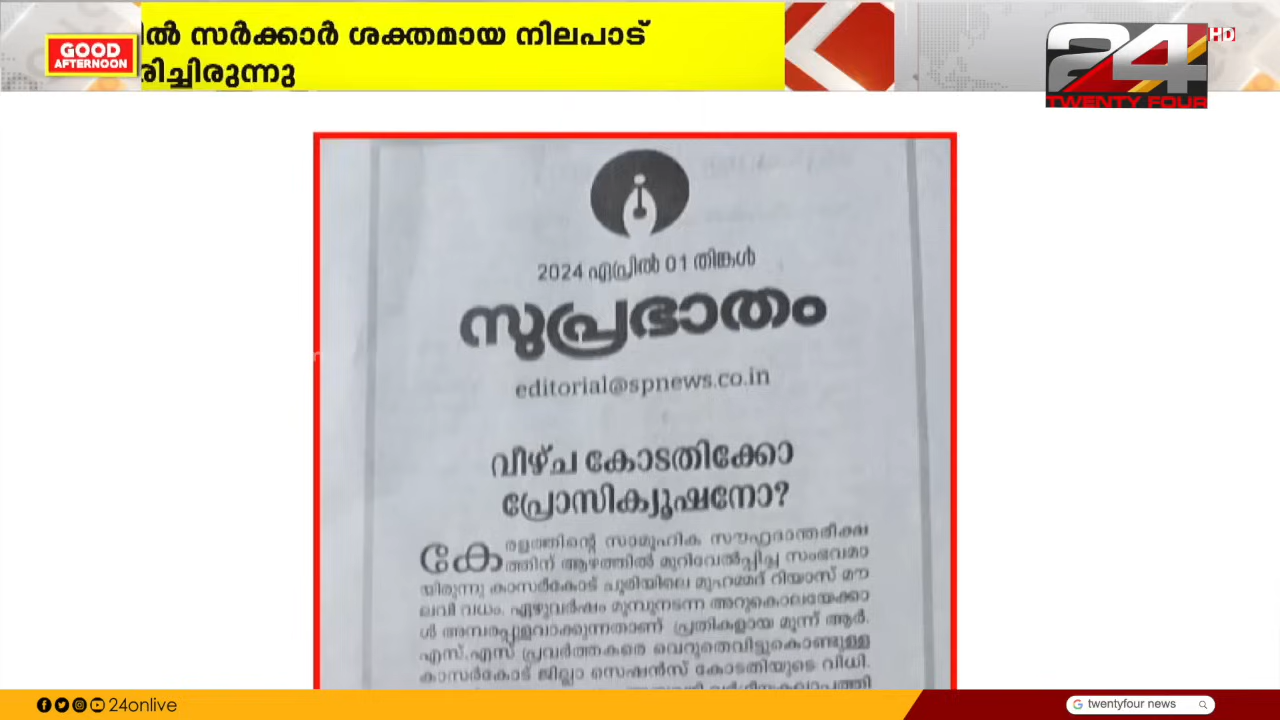 ിൽ സർക്കാർ ശക്തമായ നിലപാട്
രിച്ചിരുന്നു
GOOD
AFTERNOON
24
HD
TWENTY FOUR
2024 ഏപ്രിൽ 01 തിങ്കൾ
സുപ്രഭാതം
editorial@spnews.co.in
വീഴ്ച കോടതിക്കോ
പ്രോസിക്യൂഷനോ?
കേരളത്തിന്റെ സാമൂഹിക സൗഹൃദാന്തരീക്ഷ
ത്തിന് ആഴത്തിൽ മുറിവേൽപ്പിച്ച സംഭവമാ
യിരുന്നു കാസർകോട് ചൂരിയിലെ മുഹമ്മദ് റിയാസ് മൗ
ലവി വധം. ഏഴുവർഷം മുമ്പുനടന്ന അറുകൊലയേക്കാ
ൾ അമ്പരപ്പുളവാക്കുന്നതാണ് പ്രതികളായ മൂന്ന് ആർ.
എസ്.എസ് പ്രവർത്തകരെ വെറുതെവിട്ടുകൊണ്ടുള്ള
കാസർകോട് ജില്ലാ സെഷൻസ് കോടതിയുടെ വിധി.
24onlive
twentyfour news